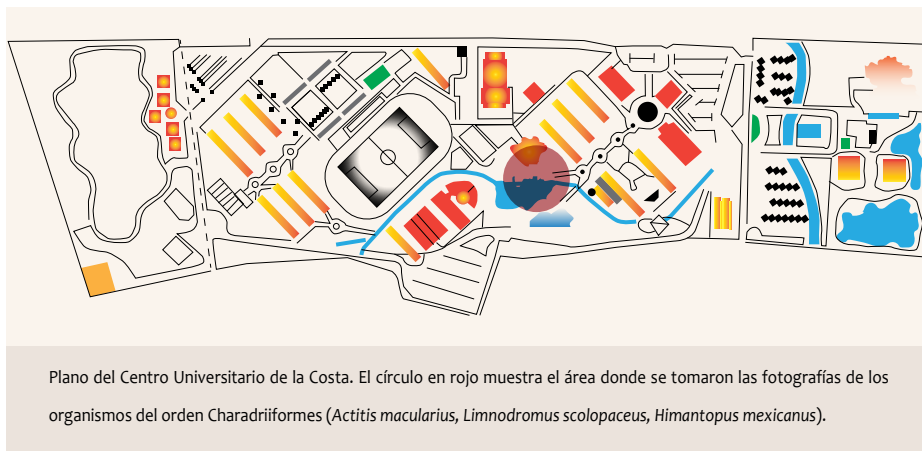 Plano del Centro Universitario de la Costa. El círculo en rojo muestra el área donde se tomaron las fotografías de los
organismos del orden Charadriiformes (Actitis macularius, Limnodromus scolopaceus, Himantopus mexicanus).